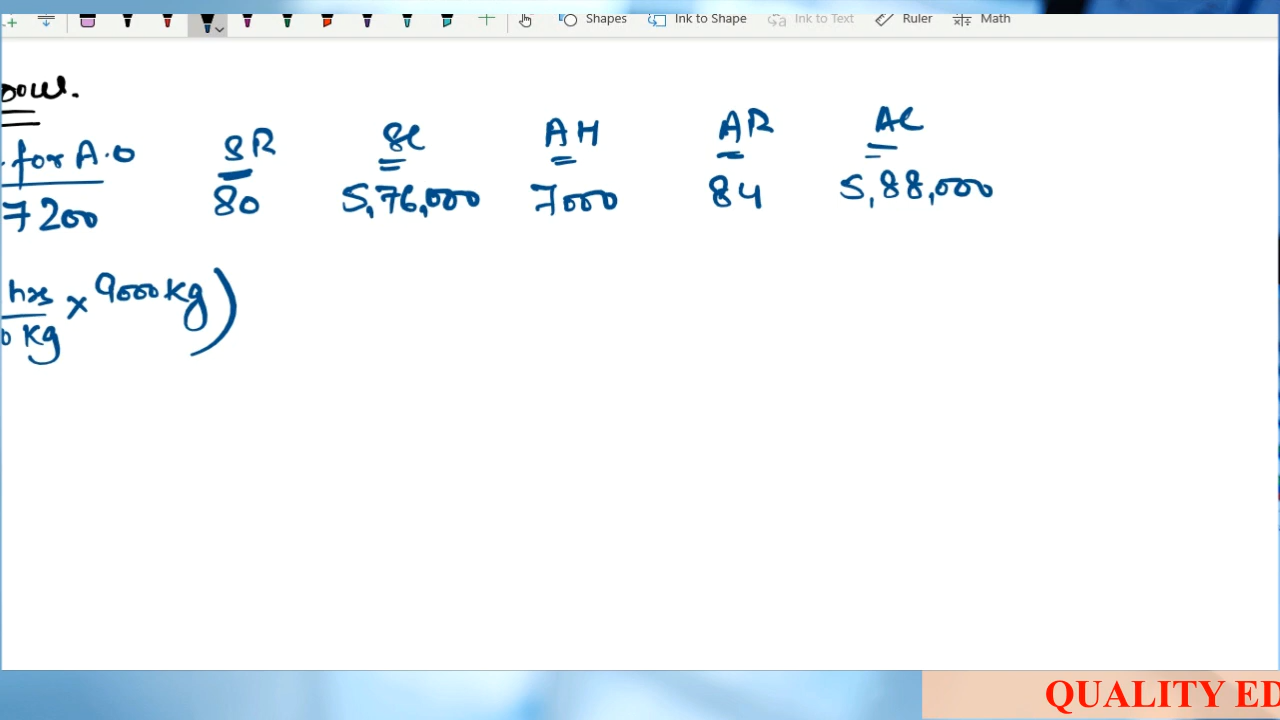 Shapes Ink to Shape Ink to Text Ruler Math
for A.O SR SC AH AR AC
7200 80 5,76,000 7000 84 5,88,000
hrs × 9000 kg)
0 kg
QUALITY ED